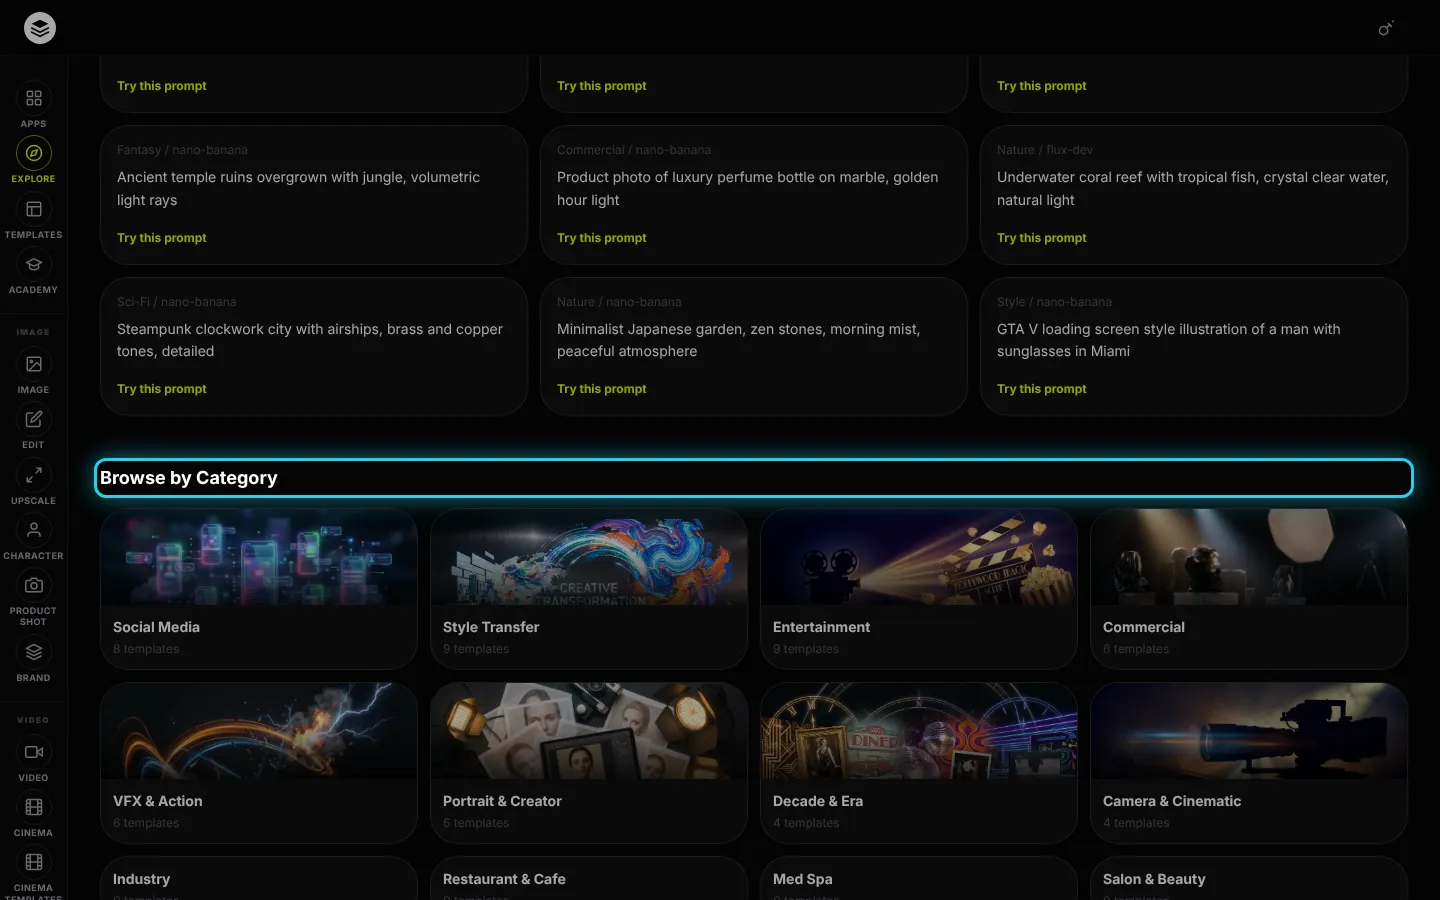 Try this prompt
Try this prompt
Try this prompt
Fantasy / nano-banana
Ancient temple ruins overgrown with jungle, volumetric
light rays
Try this prompt
Commercial / nano-banana
Product photo of luxury perfume bottle on marble, golden
hour light
Try this prompt
Nature / flux-dev
Underwater coral reef with tropical fish, crystal clear water,
natural light
Try this prompt
Sci-Fi / nano-banana
Steampunk clockwork city with airships, brass and copper
tones, detailed
Try this prompt
Nature / nano-banana
Minimalist Japanese garden, zen stones, morning mist,
peaceful atmosphere
Try this prompt
Style / nano-banana
GTA V loading screen style illustration of a man with
sunglasses in Miami
Try this prompt
Browse by Category
Social Media
8 templates
CREATIVE
TRANSFORMATION
Style Transfer
9 templates
Entertainment
9 templates
Commercial
6 templates
VFX & Action
6 templates
Portrait & Creator
6 templates
DINER
Decade & Era
4 templates
Camera & Cinematic
4 templates
Industry
Restaurant & Cafe
Med Spa
Salon & Beauty
APPS
EXPLORE
TEMPLATES
ACADEMY
IMAGE
IMAGE
EDIT
UPSCALE
CHARACTER
PRODUCT
SHOT
BRAND
VIDEO
VIDEO
CINEMA
CINEMA
TEMPLATES